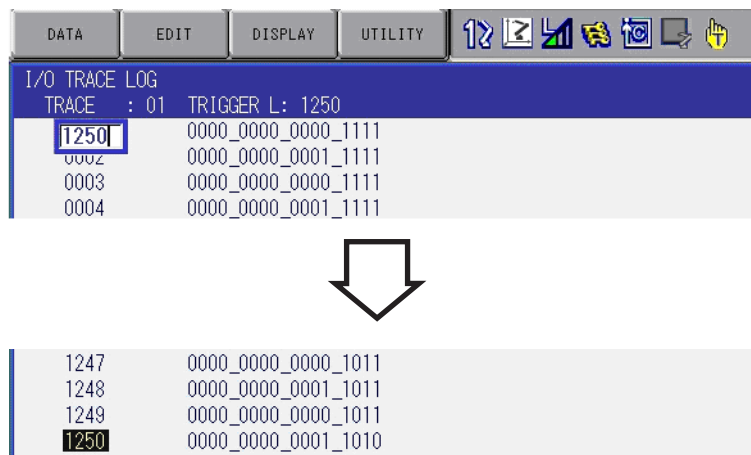 DATA EDIT DISPLAY UTILITY
I/O TRACE LOG
TRACE : 01 TRIGGER L: 1250
1250 0000_0000_0000_1111
0002 0000_0000_0001_1111
0003 0000_0000_0000_1111
0004 0000_0000_0001_1111
1247 0000_0000_0000_1011
1248 0000_0000_0001_1011
1249 0000_0000_0000_1011
1250 0000_0000_0001_1010